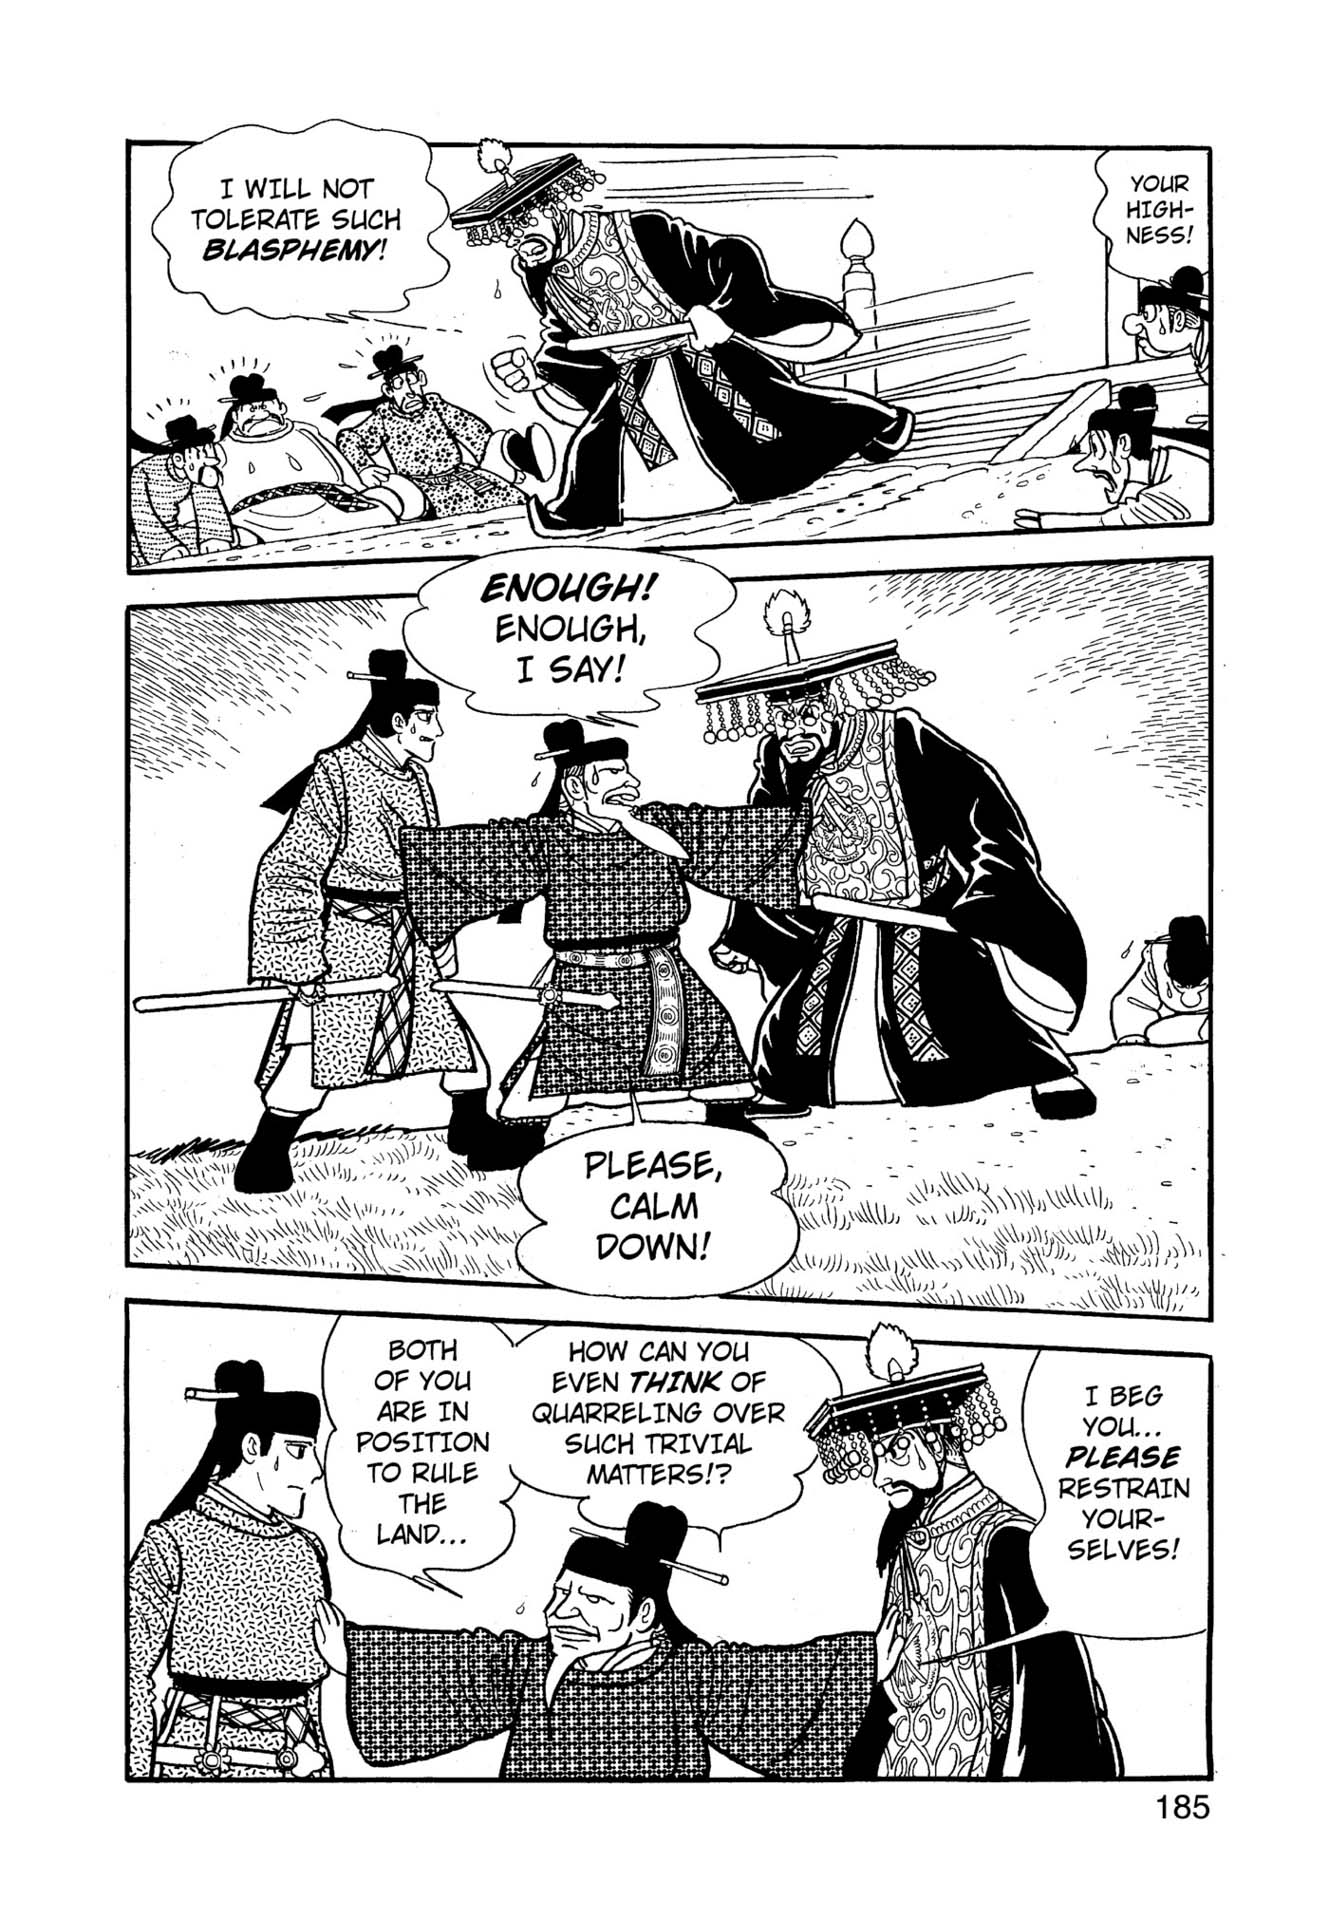 I WILL NOT
TOLERATE SUCH
BLASPHEMY!
YOUR
HIGH-
NESS!
ENOUGH!
ENOUGH,
I SAY!
PLEASE,
CALM
DOWN!
BOTH
OF YOU
ARE IN
POSITION
TO RULE
THE
LAND...
HOW CAN YOU
EVEN THINK OF
QUARRELING OVER
SUCH TRIVIAL
MATTERS!?
I BEG
YOU...
PLEASE
RESTRAIN
YOUR-
SELVES!
185